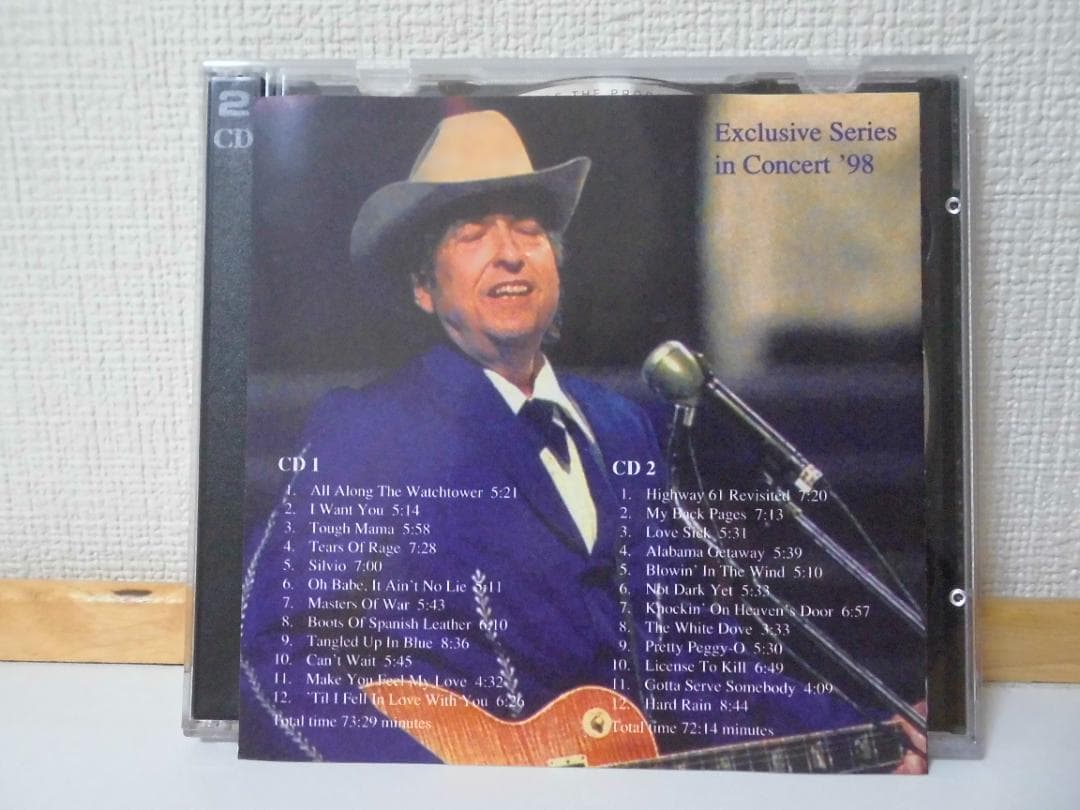 2
CD
THE PROD
Exclusive Series
in Concert '98
CD 1
1. All Along The Watchtower 5:21
2. I Want You 5:14
3. Tough Mama 5:58
4. Tears Of Rage 7:28
5. Silvio 7:00
6. Oh Babe, It Ain't No Lie 5:11
7. Masters Of War 5:43
8. Boots Of Spanish Leather 6:10
9. Tangled Up In Blue 8:36
10. Can't Wait 5:45
11. Make You Feel My Love 4:32
12. 'Til I Fell In Love With You 6:26
Total time 73:29 minutes
CD 2
1. Highway 61 Revisited 7:20
2. My Back Pages 7:13
3. Love Sick 5:31
4. Alabama Getaway 5:39
5. Blowin' In The Wind 5:10
6. Not Dark Yet 5:33
7. Knockin' On Heaven's Door 6:57
8. The White Dove 3:33
9. Pretty Peggy-O 5:30
10. License To Kill 6:49
11. Gotta Serve Somebody 4:09
12. Hard Rain 8:44
Total time 72:14 minutes